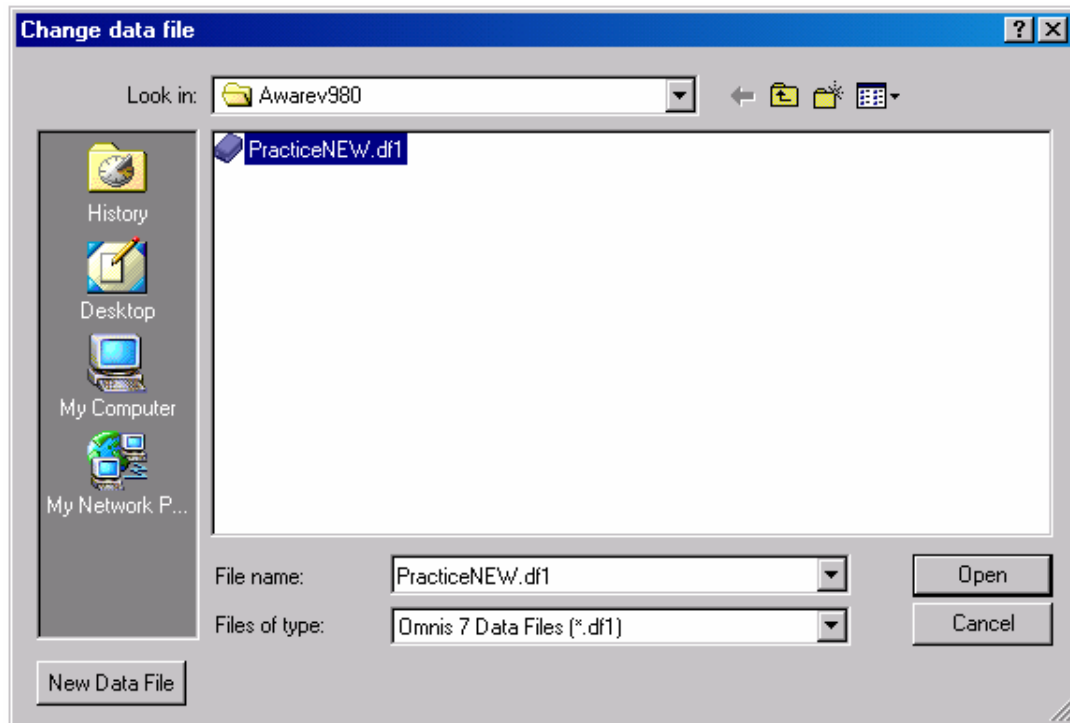 Change data file
Look in: Awarev980
PracticeNEW.df1
History
Desktop
My Computer
My Network P...
File name: PracticeNEW.df1 Open
Files of type: Omnis 7 Data Files (*.df1) Cancel
New Data File